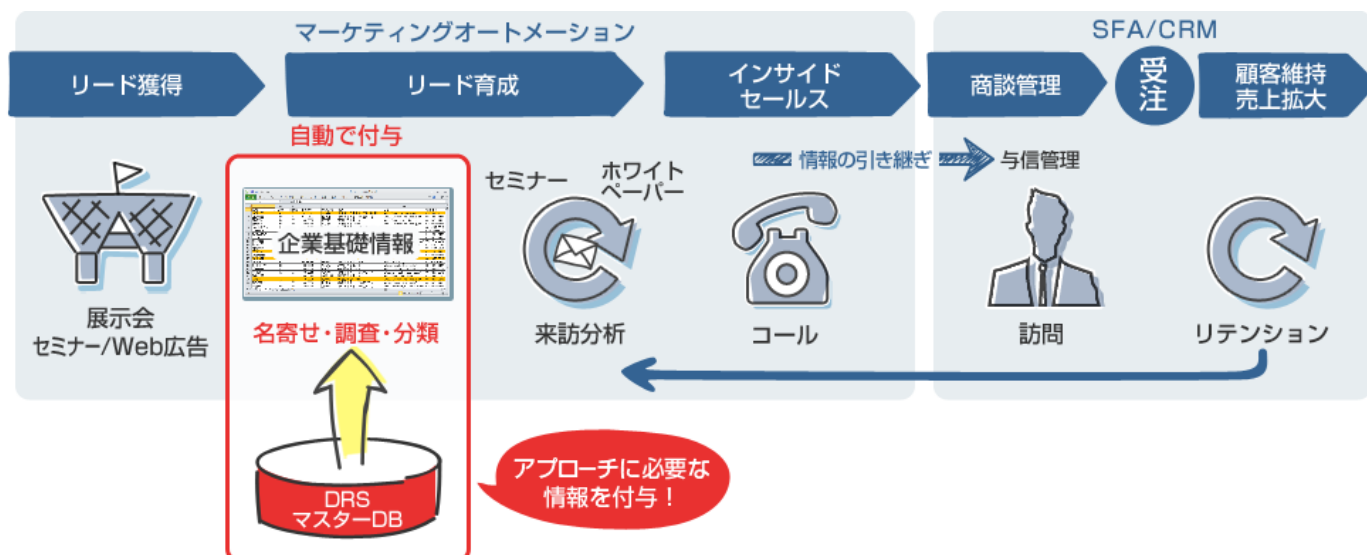 マーケティングオートメーション
SFA/CRM
リード獲得
リード育成
インサイド
セールス
商談管理
受注
顧客維持
売上拡大
自動で付与
情報の引き継ぎ
与信管理
セミナー
ホワイト
ペーパー
企業基礎情報
名寄せ・調査・分類
展示会
セミナー/Web広告
来訪分析
コール
訪問
リテンション
DRS
マスターDB
アプローチに必要な
情報を付与！